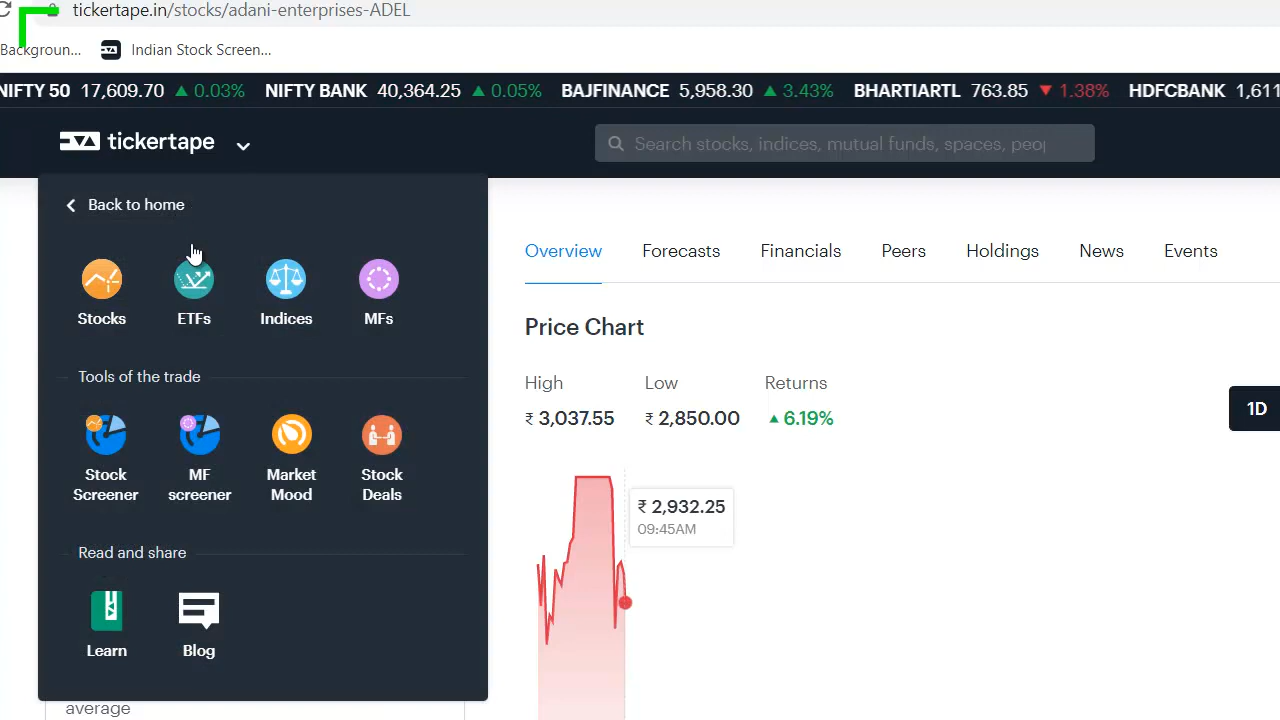 tickertape.in/stocks/adani-enterprises-ADEL
Backgroun... Indian Stock Screen...
NIFTY 50 17,609.70 ▲ 0.03% NIFTY BANK 40,364.25 ▲ 0.05% BAJFINANCE 5,958.30 ▲ 3.43% BHARTIARTL 763.85 ▼ 1.38% HDFCBANK 1,611
tickertape
Search stocks, indices, mutual funds, spaces, peop
Back to home
Stocks ETFs Indices MFs
Tools of the trade
Stock Screener
MF screener
Market Mood
Stock Deals
Read and share
Learn Blog
average
Overview Forecasts Financials Peers Holdings News Events
Price Chart
High Low Returns
₹ 3,037.55 ₹ 2,850.00 ▲ 6.19%
1D
₹ 2,932.25
09:45AM